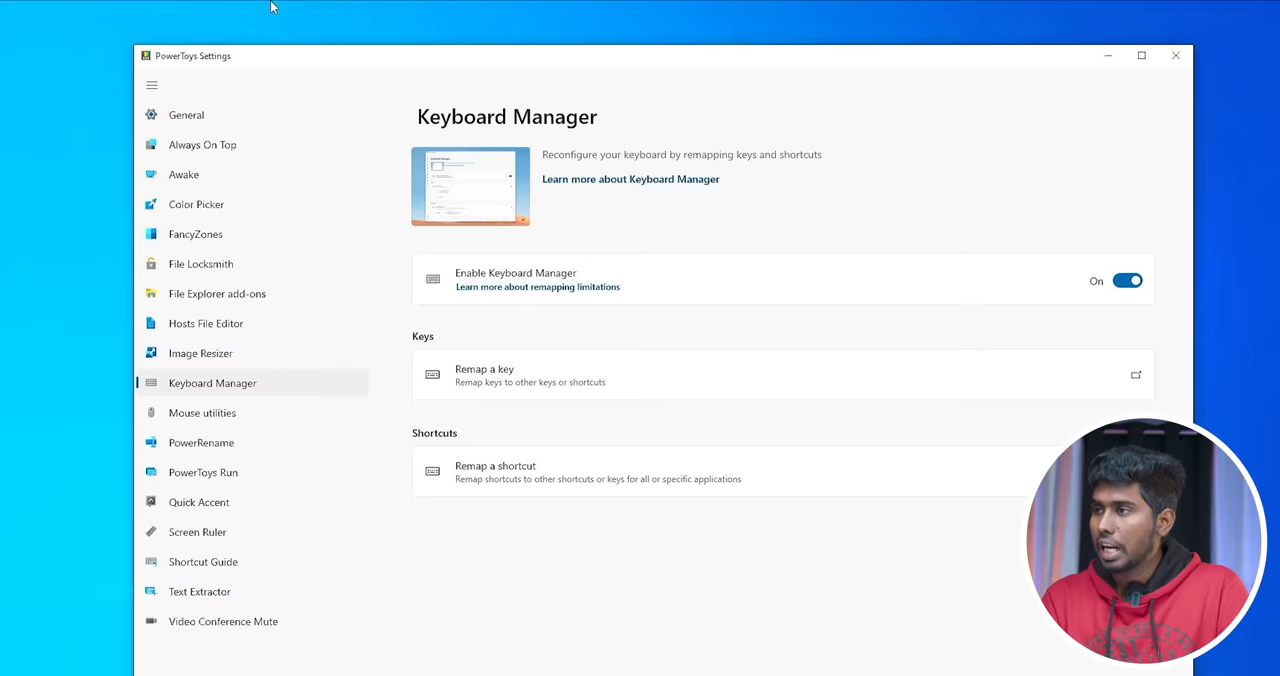 PowerToys Settings
General
Always On Top
Awake
Color Picker
FancyZones
File Locksmith
File Explorer add-ons
Hosts File Editor
Image Resizer
Keyboard Manager
Mouse utilities
PowerRename
PowerToys Run
Quick Accent
Screen Ruler
Shortcut Guide
Text Extractor
Video Conference Mute
Keyboard Manager
Reconfigure your keyboard by remapping keys and shortcuts
Learn more about Keyboard Manager
Enable Keyboard Manager
Learn more about remapping limitations
On
Keys
Remap a key
Remap keys to other keys or shortcuts
Shortcuts
Remap a shortcut
Remap shortcuts to other shortcuts or keys for all or specific applications